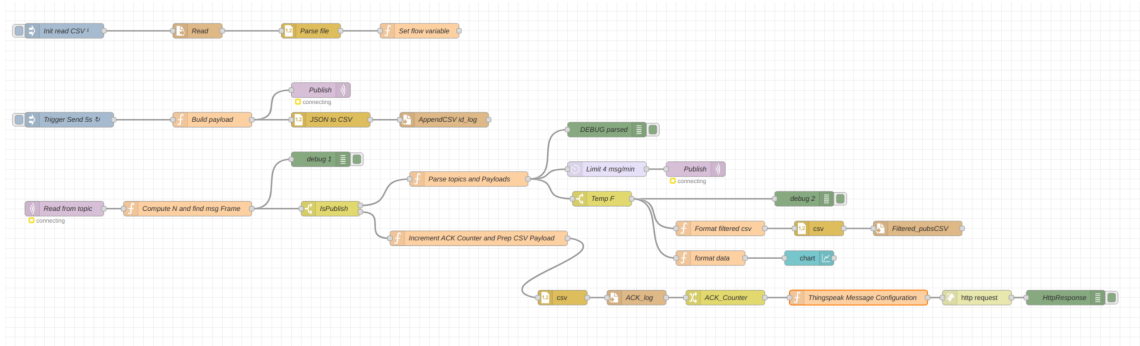 Init read CSV ¹
Read
Parse file
Set flow variable
Publish
connecting
Trigger Send 5s ↻
Build payload
JSON to CSV
AppendCSV id_log
DEBUG parsed
debug 1
Limit 4 msg/min
Publish
connecting
Parse topics and Payloads
Temp F
debug 2
Read from topic
connecting
Compute N and find msg Frame
IsPublish
Format filtered csv
csv
Filtered_pubsCSV
Increment ACK Counter and Prep CSV Payload
format data
chart
csv
ACK_log
ACK_Counter
Thingspeak Message Configuration
http request
HttpResponse